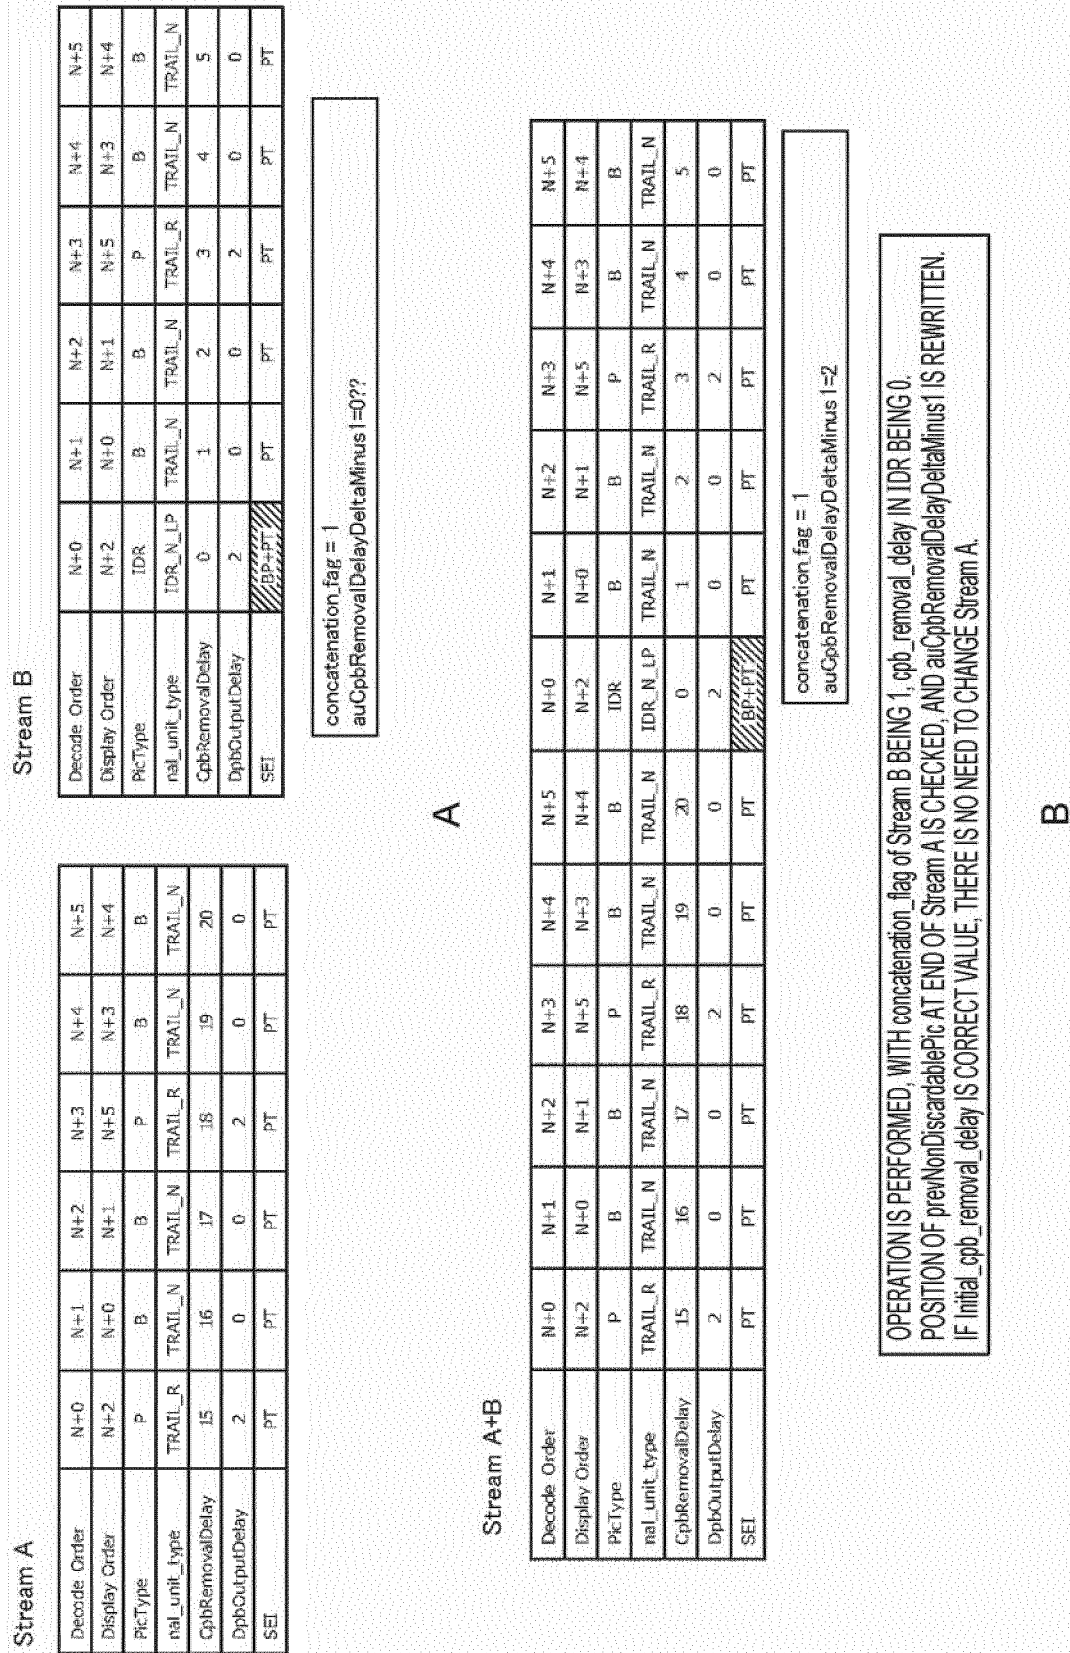 Stream A
Decode Order N+0 N+1 N+2 N+3 N+4 N+5
Display Order N+2 N+0 N+1 N+5 N+3 N+4
PicType P B B P B B
nal_unit_type TRAIL_R TRAIL_N TRAIL_N TRAIL_R TRAIL_N TRAIL_N
CpbRemovalDelay 15 16 17 18 19 20
DpbOutputDelay 2 0 0 2 0 0
SEI PT PT PT PT PT PT
Stream B
Decode Order N+0 N+1 N+2 N+3 N+4 N+5
Display Order N+2 N+0 N+1 N+5 N+3 N+4
PicType IDR B B P B B
nal_unit_type IDR_N_LP TRAIL_N TRAIL_N TRAIL_R TRAIL_N TRAIL_N
CpbRemovalDelay 0 1 2 3 4 5
DpbOutputDelay 2 0 0 2 0 0
SEI BP+PT PT PT PT PT PT
concatenation_fag = 1
auCpbRemovalDelayDeltaMinus1=0??
A
Stream A+B
Decode Order N+0 N+1 N+2 N+3 N+4 N+5 N+0 N+1 N+2 N+3 N+4 N+5
Display Order N+2 N+0 N+1 N+5 N+3 N+4 N+2 N+0 N+1 N+5 N+3 N+4
PicType P B B P B B IDR B B P B B
nal_unit_type TRAIL_R TRAIL_N TRAIL_N TRAIL_R TRAIL_N TRAIL_N IDR_N_LP TRAIL_N TRAIL_N TRAIL_R TRAIL_N TRAIL_N
CpbRemovalDelay 15 16 17 18 19 20 0 1 2 3 4 5
DpbOutputDelay 2 0 0 2 0 0 2 0 0 2 0 0
SEI PT PT PT PT PT PT BP+PT PT PT PT PT PT
concatenation_fag = 1
auCpbRemovalDelayDeltaMinus1=2
OPERATION IS PERFORMED, WITH concatenation_flag of Stream B BEING 1, cpb_removal_delay IN IDR BEING 0.
POSITION OF prevNonDiscardablePic AT END OF Stream A IS CHECKED, AND auCpbRemovalDelayDeltaMinus1 IS REWRITTEN.
IF Initial_cpb_removal_delay IS CORRECT VALUE, THERE IS NO NEED TO CHANGE Stream A.
B